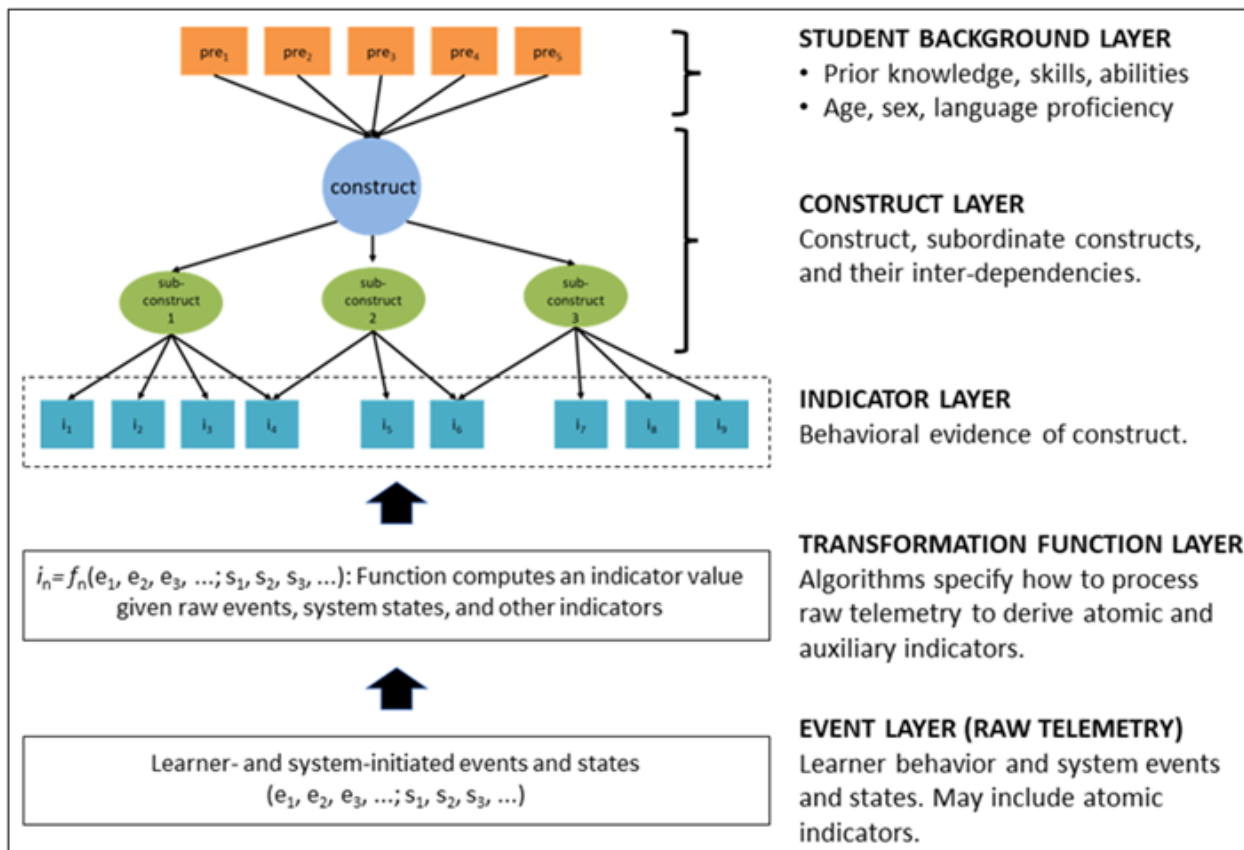 pre₁ pre₂ pre₃ pre₄ pre₅
STUDENT BACKGROUND LAYER
• Prior knowledge, skills, abilities
• Age, sex, language proficiency
construct
CONSTRUCT LAYER
Construct, subordinate constructs,
and their inter-dependencies.
sub-
construct
1
sub-
construct
2
sub-
construct
3
i₁ i₂ i₃ i₄ i₅ i₆ i₇ i₈ i₉
INDICATOR LAYER
Behavioral evidence of construct.
iₙ= fₙ(e₁, e₂, e₃, ...; s₁, s₂, s₃, ...): Function computes an indicator value
given raw events, system states, and other indicators
TRANSFORMATION FUNCTION LAYER
Algorithms specify how to process
raw telemetry to derive atomic and
auxiliary indicators.
Learner- and system-initiated events and states
(e₁, e₂, e₃, ...; s₁, s₂, s₃, ...)
EVENT LAYER (RAW TELEMETRY)
Learner behavior and system events
and states. May include atomic
indicators.